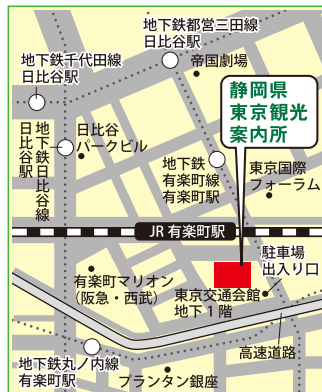 地下鉄都営三田線
日比谷駅
地下鉄千代田線
日比谷駅
帝国劇場
静岡県
東京観光
案内所
地下鉄日比谷線
日比谷駅
日比谷
パークビル
地下鉄
有楽町線
有楽町駅
東京国際
フォーラム
JR 有楽町駅
駐車場
出入り口
有楽町マリオン
（阪急・西武）
東京交通会館
地下1階
高速道路
地下鉄丸ノ内線
有楽町駅
プランタン銀座